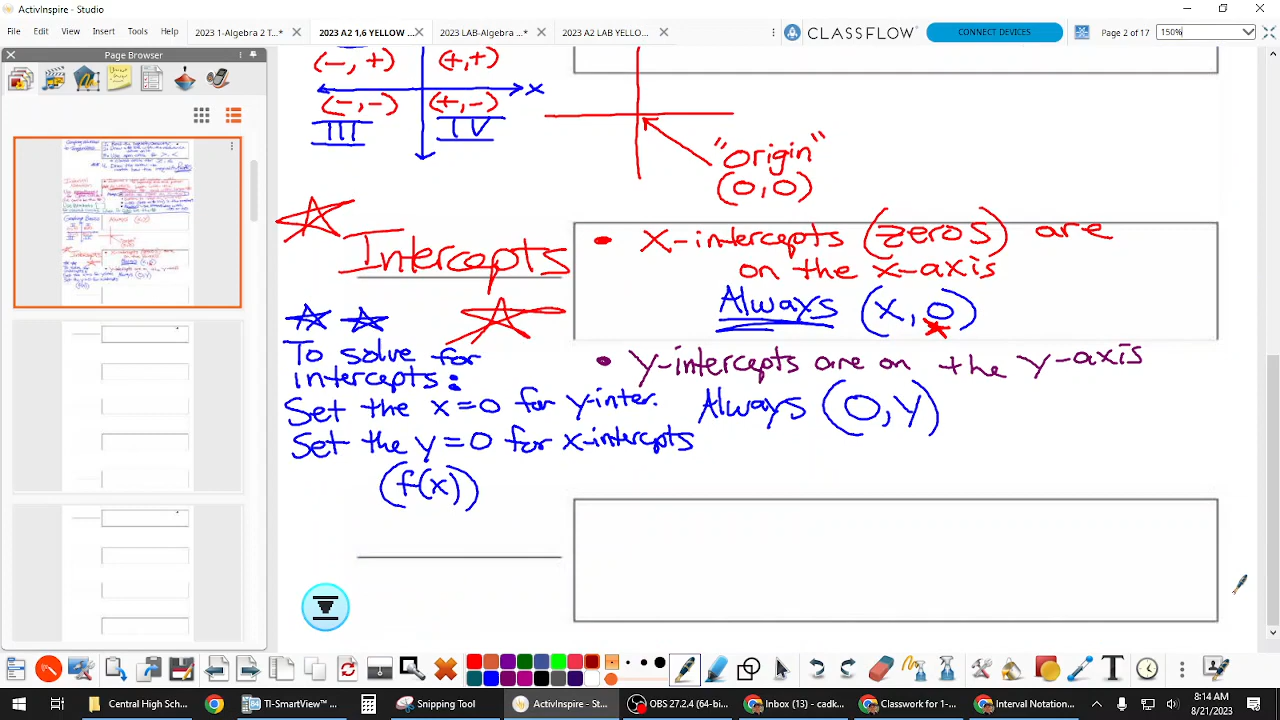 ActivInspire - Studio
File Edit View Insert Tools Help
2023 1-Algebra 2 T...*
2023 A2 1,6 YELLOW ...
2023 LAB-Algebra ...*
2023 A2 LAB YELLO...
CLASSFLOW
CONNECT DEVICES
Page 2 of 17
150%
Page Browser
(-,+) (+,+)
x
(-,-) (+,-)
III IV
"Origin"
(0,0)
Intercepts
• X-intercepts (zeros) are
on the x-axis
Always (x,0)
To solve for
intercepts:
Set the x=0 for y-inter.
Set the y=0 for x-intercepts
(f(x))
• Y-intercepts are on the Y-axis
Always (0,Y)
Central High Sch...
TI-SmartView ™...
Snipping Tool
ActivInspire - St...
OBS 27.2.4 (64-bi...
Inbox (13) - cadk...
Classwork for 1-...
Interval Notation...
8:14 AM
8/21/2023